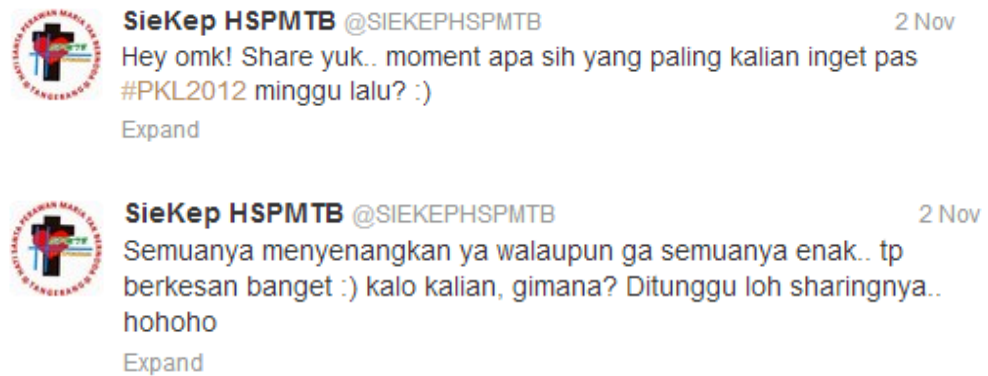 SieKep HSPMTB @SIEKEPHSPMTB 2 Nov
Hey omk! Share yuk.. moment apa sih yang paling kalian inget pas
#PKL2012 minggu lalu? :)
Expand
SieKep HSPMTB @SIEKEPHSPMTB 2 Nov
Semuanya menyenangkan ya walaupun ga semuanya enak.. tp
berkesan banget :) kalo kalian, gimana? Ditunggu loh sharingnya..
hohoho
Expand